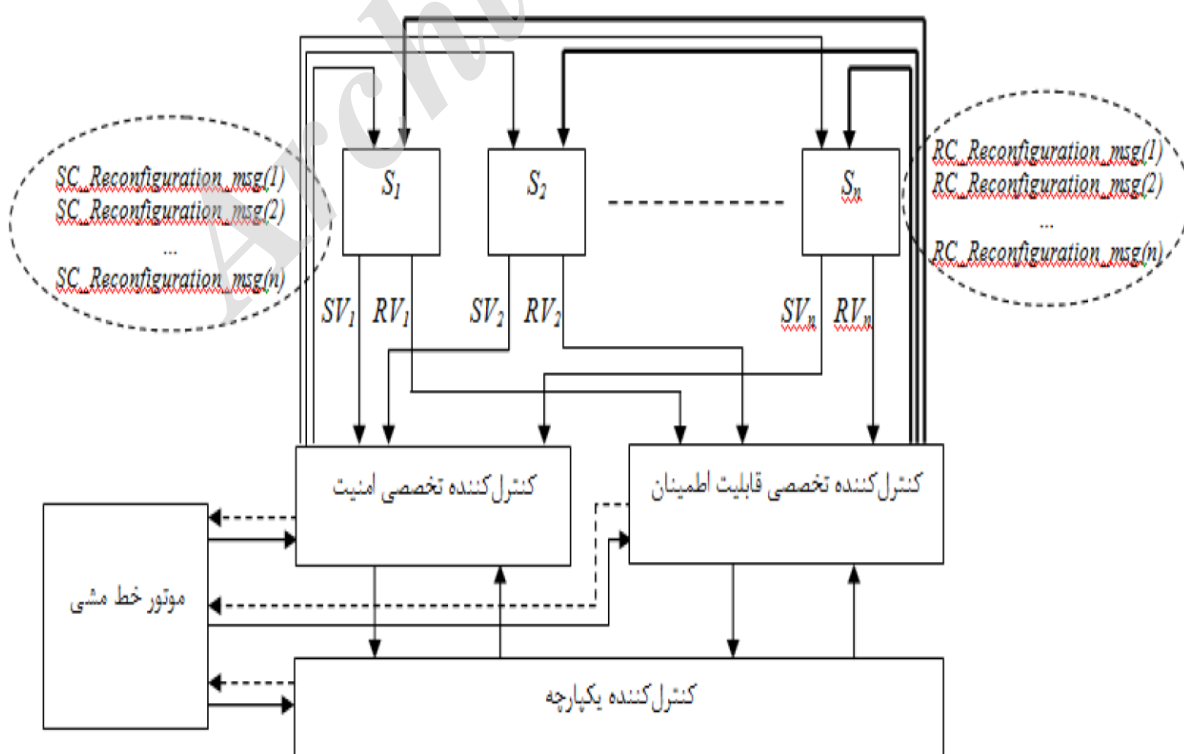 SC_Reconfiguration_msg(1)
SC_Reconfiguration_msg(2)
...
SC_Reconfiguration_msg(n)
S1
S2
Sn
RC_Reconfiguration_msg(1)
RC_Reconfiguration_msg(2)
...
RC_Reconfiguration_msg(n)
SV1 RV1 SV2 RV2 SVn RVn
کنترل‌کننده تخصصی قابلیت اطمینان
کنترل‌کننده تخصصی امنیت
موتور خط مشی
کنترل‌کننده یکپارچه